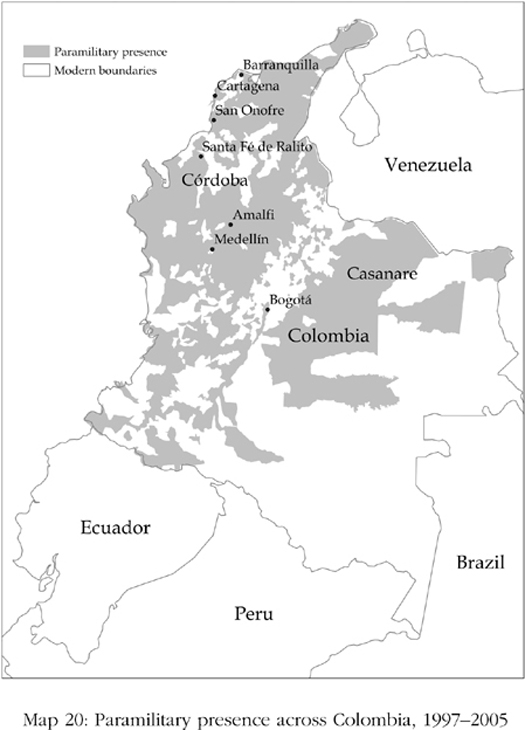 Paramilitary presence
Modern boundaries
Barranquilla
Cartagena
San Onofre
Santa Fé de Ralito
Venezuela
Córdoba
Amalfi
Medellín
Casanare
Bogotá
Colombia
Ecuador
Brazil
Peru
Map 20: Paramilitary presence across Colombia, 1997–2005